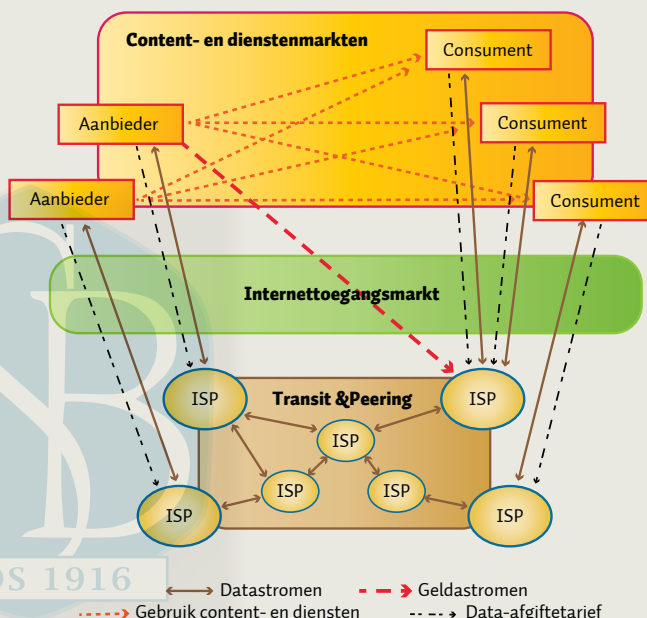 Content- en dienstenmarkten
Consument
Aanbieder
Consument
Aanbieder
Consument
Internettoegangsmarkt
ISP
Transit &Peering
ISP
ISP
ISP
ISP
ISP
ISP
DS 1916
Datastromen
Geldastromen
Gebruik content- en diensten
Data-afgiftetarief